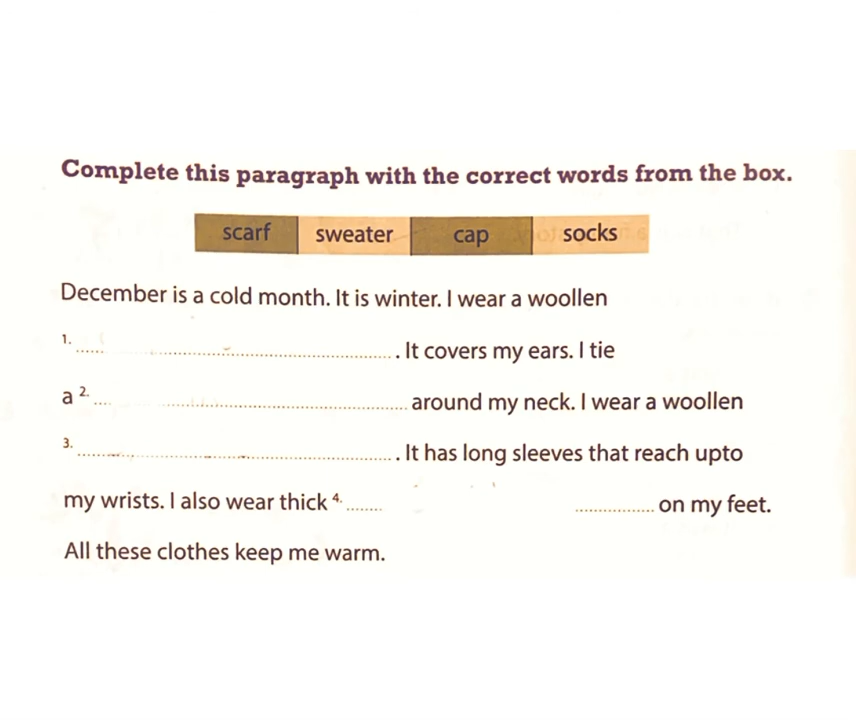 Complete this paragraph with the correct words from the box.
scarf sweater cap socks
December is a cold month. It is winter. I wear a woollen
1. .................................................. . It covers my ears. I tie
a 2. .................................................. around my neck. I wear a woollen
3. .................................................. . It has long sleeves that reach upto
my wrists. I also wear thick 4. ........ ................ on my feet.
All these clothes keep me warm.